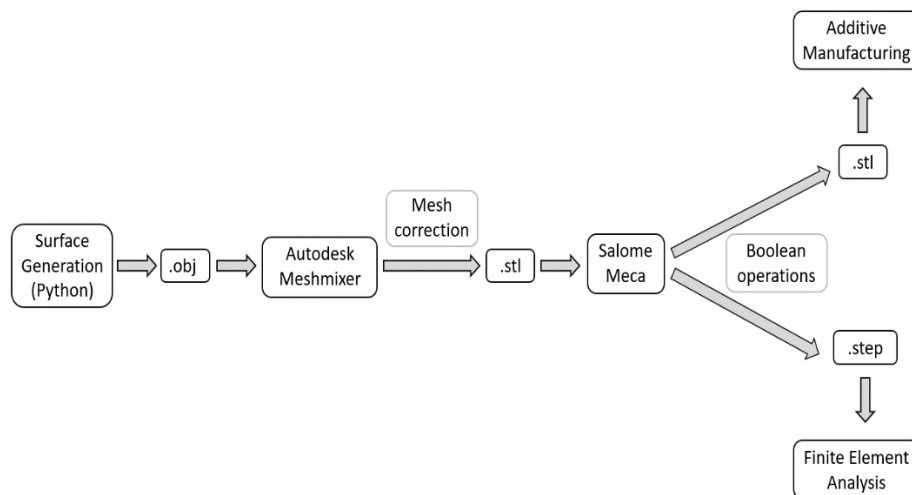 Surface
Generation
(Python)
.obj
Autodesk
Meshmixer
Mesh
correction
.stl
Salome
Meca
Boolean
operations
.stl
Additive
Manufacturing
.step
Finite Element
Analysis